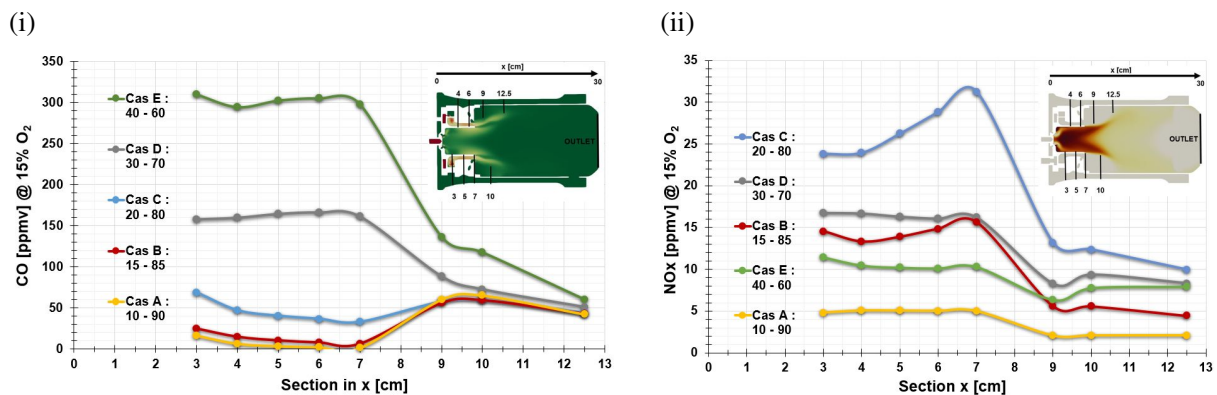 (i)
CO [ppmv] @ 15% O₂
350
300
250
200
150
100
50
0
Cas E :
40 - 60
Cas D :
30 - 70
Cas C :
20 - 80
Cas B :
15 - 85
Cas A :
10 - 90
x [cm]
0
30
4 6 9 12.5
OUTLET
3 5 7 10
0 1 2 3 4 5 6 7 8 9 10 11 12 13
Section in x [cm]
(ii)
NOx [ppmv] @ 15% O₂
35
30
25
20
15
10
5
0
Cas C :
20 - 80
Cas D :
30 - 70
Cas B :
15 - 85
Cas E :
40 - 60
Cas A :
10 - 90
x [cm]
0
30
4 6 9 12.5
OUTLET
3 5 7 10
0 1 2 3 4 5 6 7 8 9 10 11 12 13
Section x [cm]